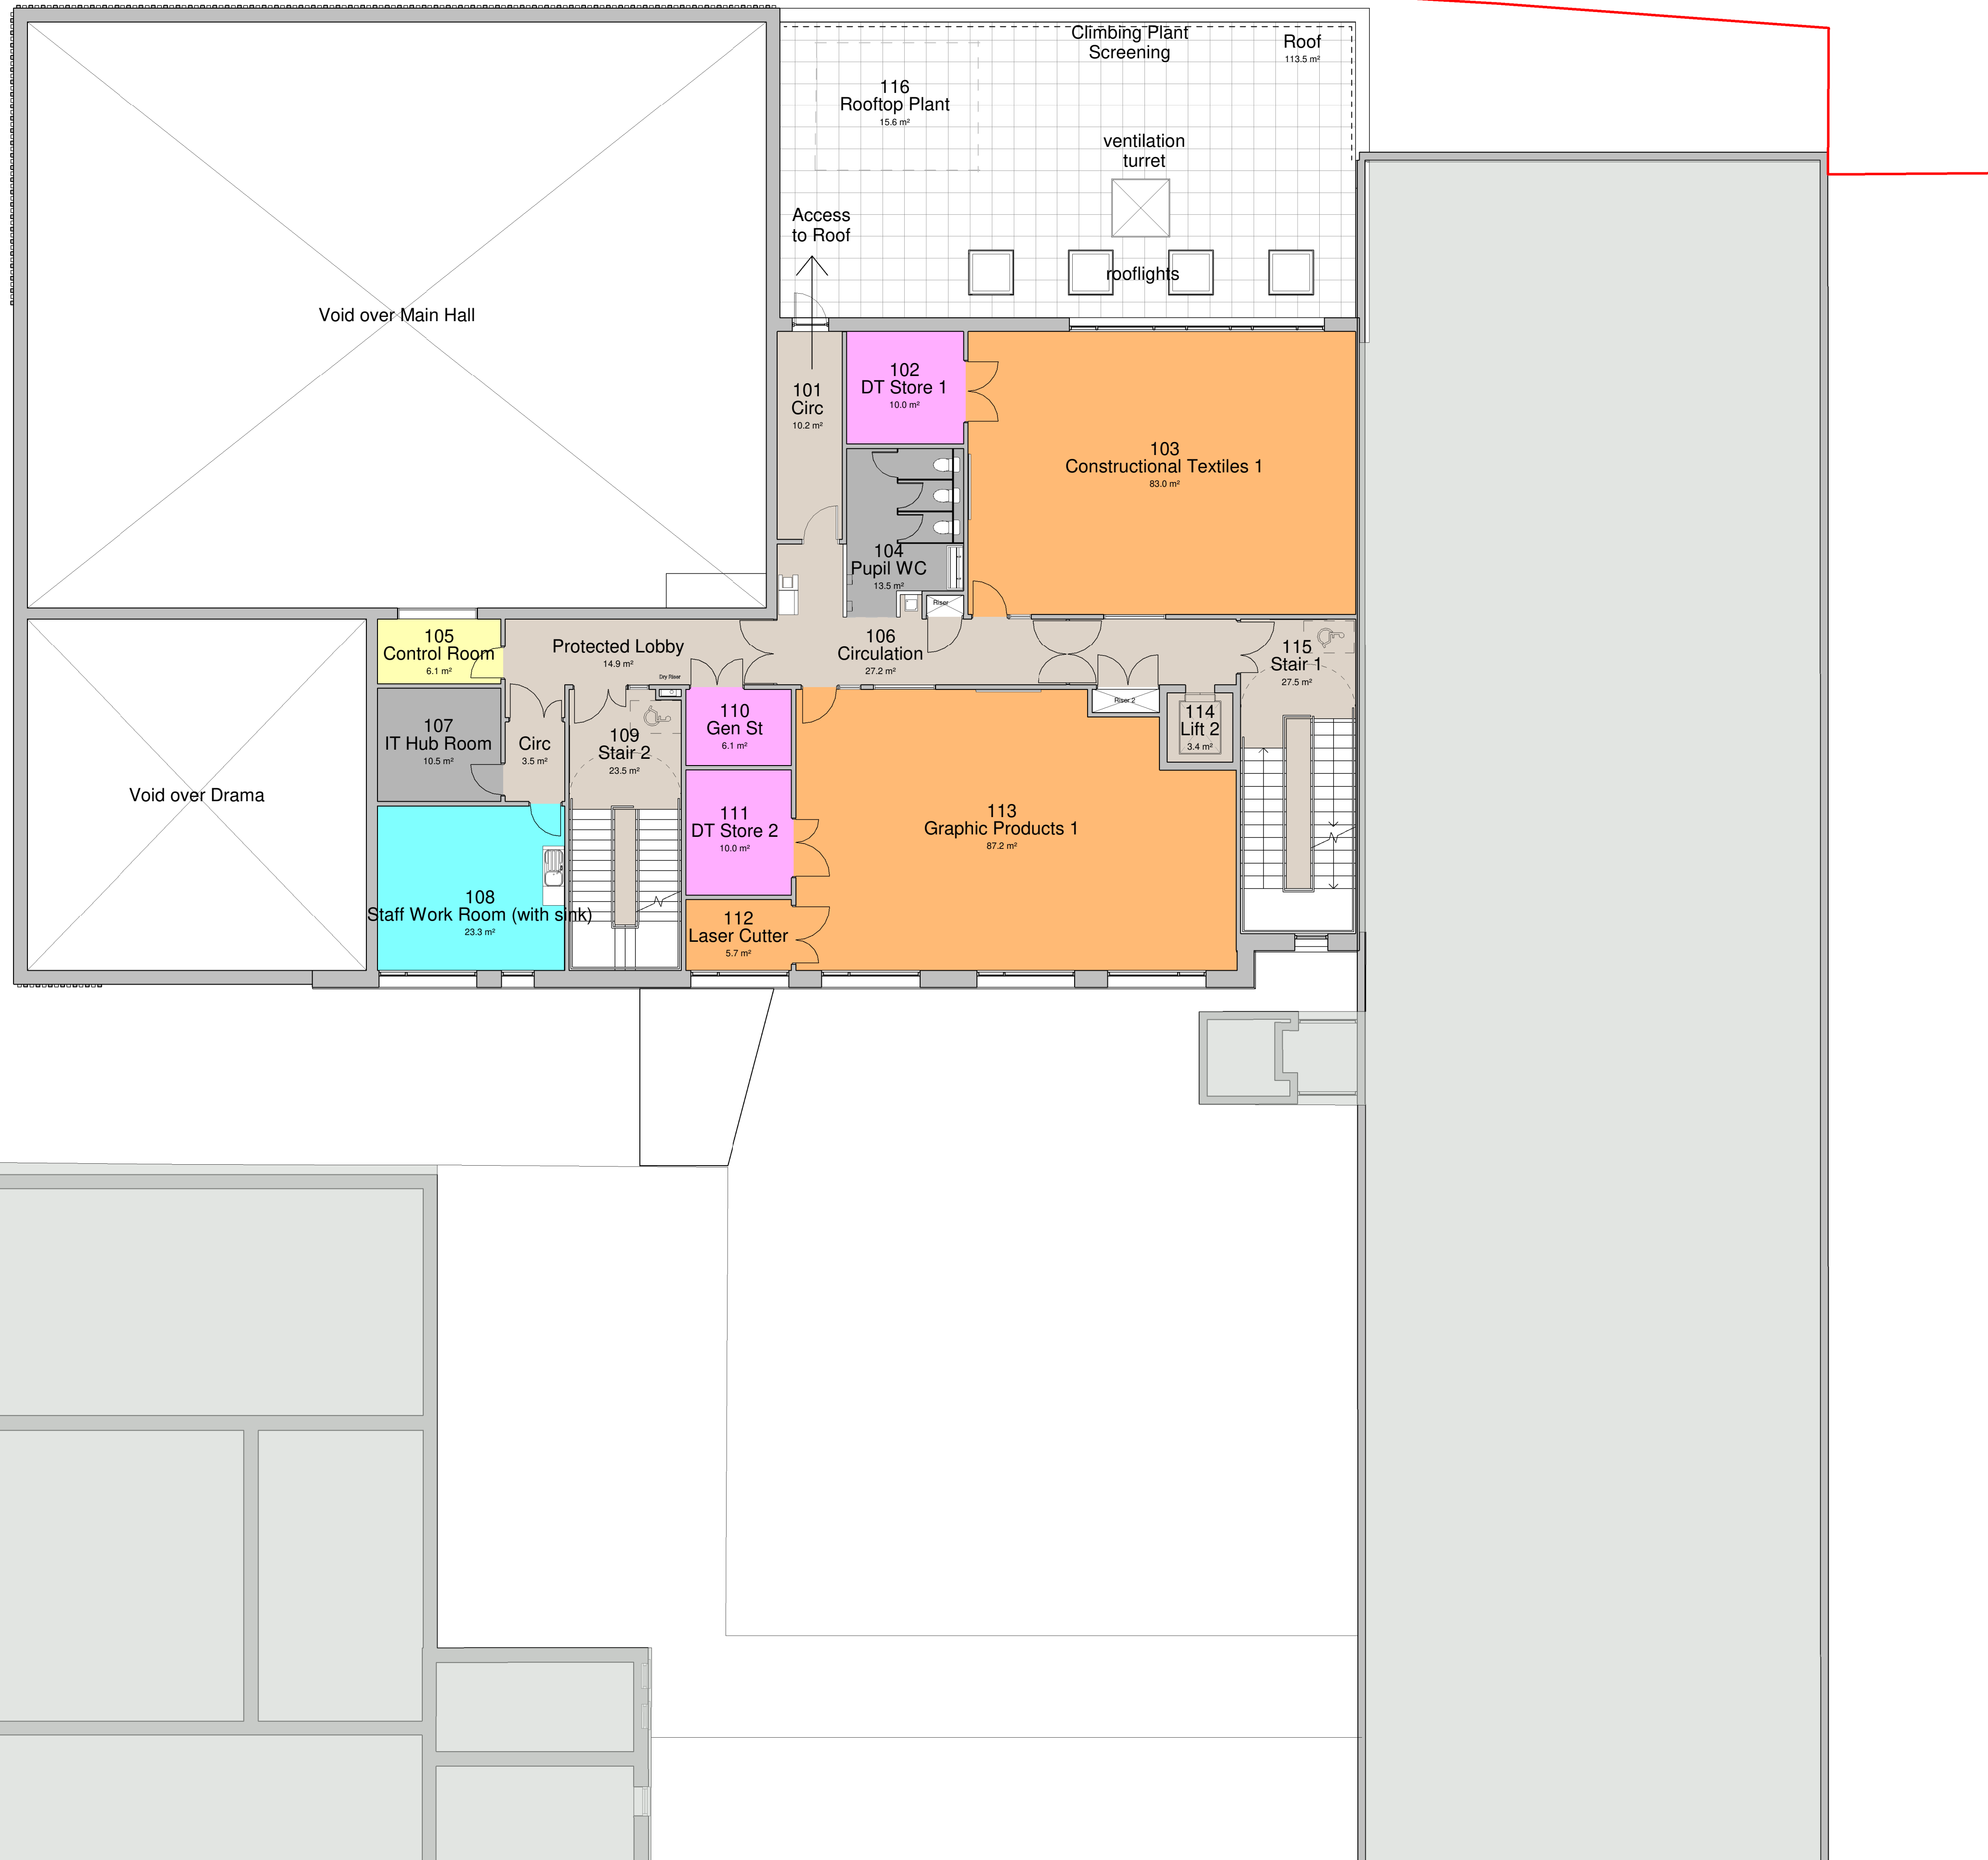 Climbing Plant
Screening
Roof
113.5 m²
116
Rooftop Plant
15.6 m²
ventilation
turret
Access
to Roof
rooflights
Void over Main Hall
101
Circ
10.2 m²
102
DT Store 1
10.0 m²
103
Constructional Textiles 1
83.0 m²
104
Pupil WC
13.5 m²
Riser
105
Control Room
6.1 m²
Protected Lobby
14.9 m²
Dry Riser
106
Circulation
27.2 m²
115
Stair 1
27.5 m²
107
IT Hub Room
10.5 m²
Circ
3.5 m²
109
Stair 2
23.5 m²
110
Gen St
6.1 m²
Riser 2
114
Lift 2
3.4 m²
Void over Drama
111
DT Store 2
10.0 m²
113
Graphic Products 1
87.2 m²
108
Staff Work Room (with sink)
23.3 m²
112
Laser Cutter
5.7 m²